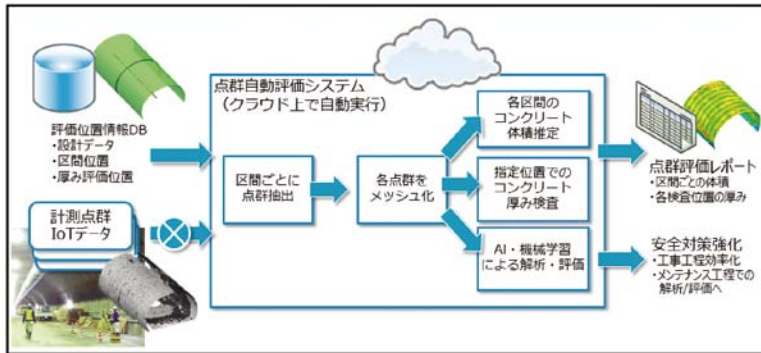 点群自動評価システム
（クラウド上で自動実行）
評価位置情報DB
・設計データ
・区間位置
・厚み評価位置
計測点群
IoTデータ
区間ごとに
点群抽出
各点群を
メッシュ化
各区間の
コンクリート
体積推定
指定位置での
コンクリート
厚み検査
AI・機械学習
による解析・評価
点群評価レポート
・区間ごとの体積
・各検査位置の厚み
安全対策強化
・工事工程効率化
・メンテナンス工程での
解析/評価へ